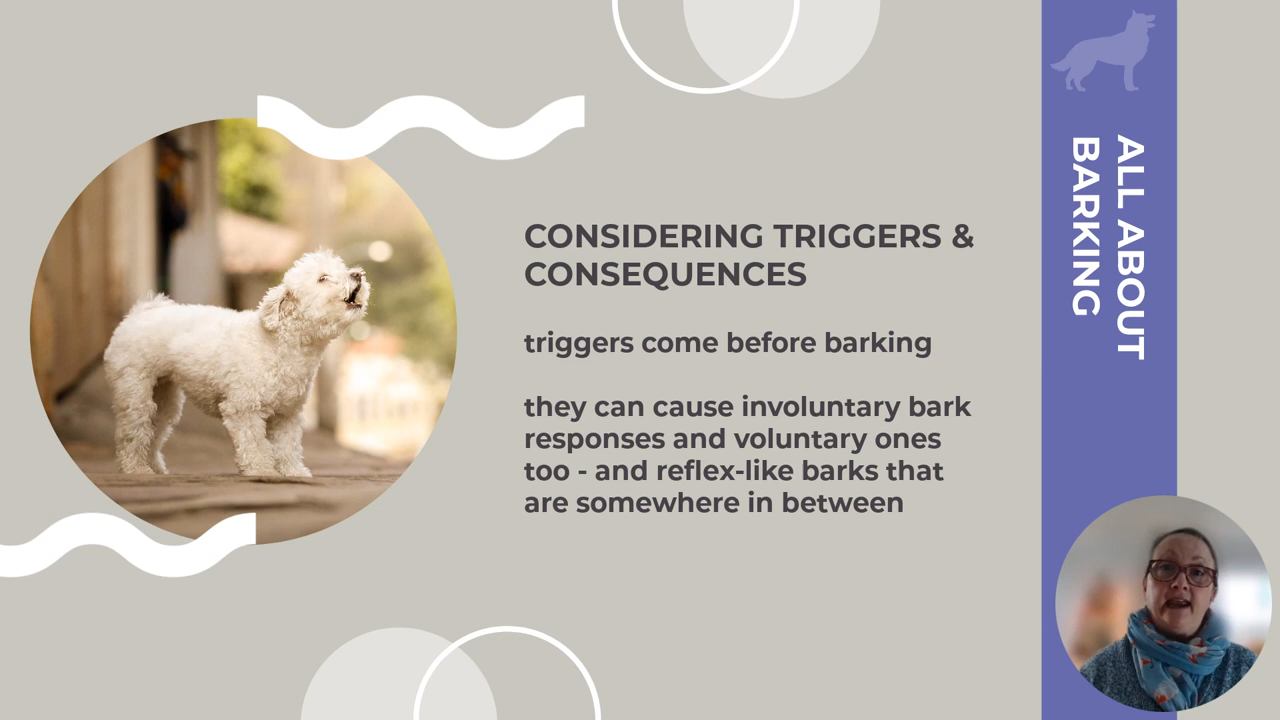 CONSIDERING TRIGGERS &
CONSEQUENCES
triggers come before barking
they can cause involuntary bark
responses and voluntary ones
too - and reflex-like barks that
are somewhere in between
ALL ABOUT
BARKING